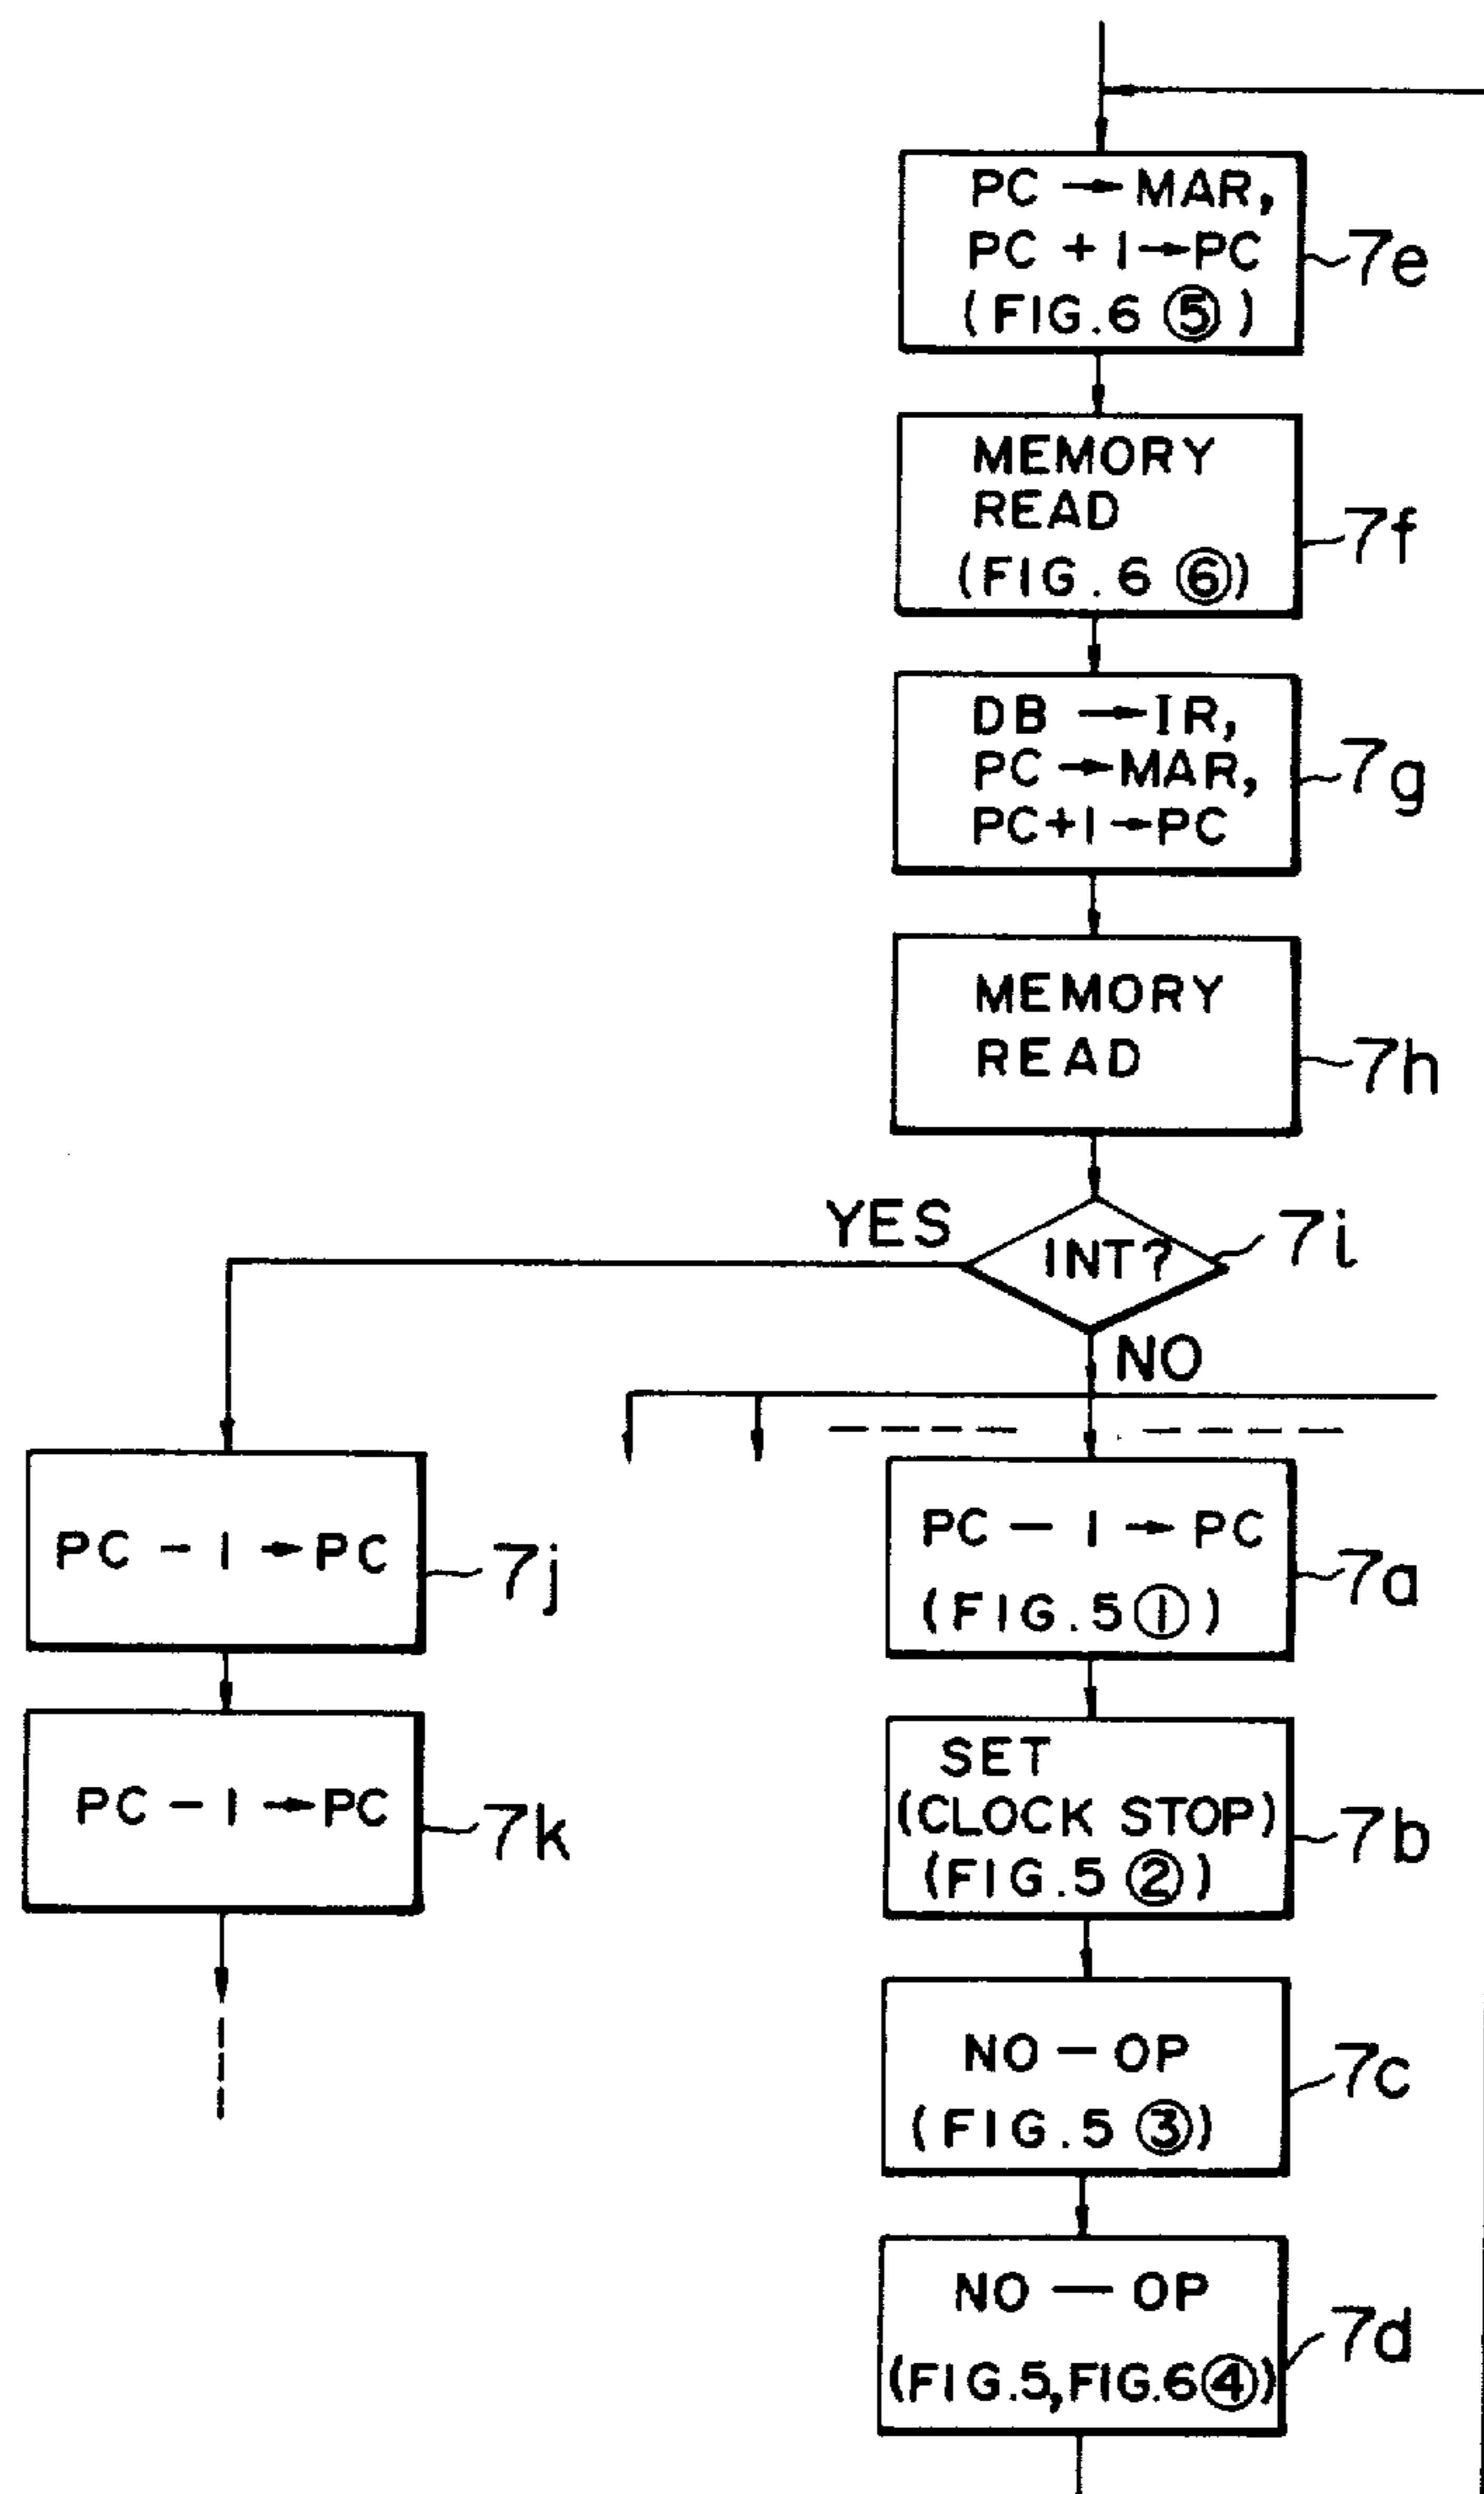 PC → MAR,
PC + 1 → PC
(FIG.6 ⑤)
7e
MEMORY
READ
(FIG.6 ⑥)
7f
DB → IR,
PC → MAR,
PC+1 → PC
7g
MEMORY
READ
7h
YES
INT?
7i
NO
PC - 1 → PC
7j
PC - 1 → PC
(FIG.5 ①)
7a
PC - 1 → PC
7k
SET
(CLOCK STOP)
(FIG.5 ②)
7b
NO-OP
(FIG.5 ③)
7c
NO-OP
(FIG.5, FIG.6 ④)
7d